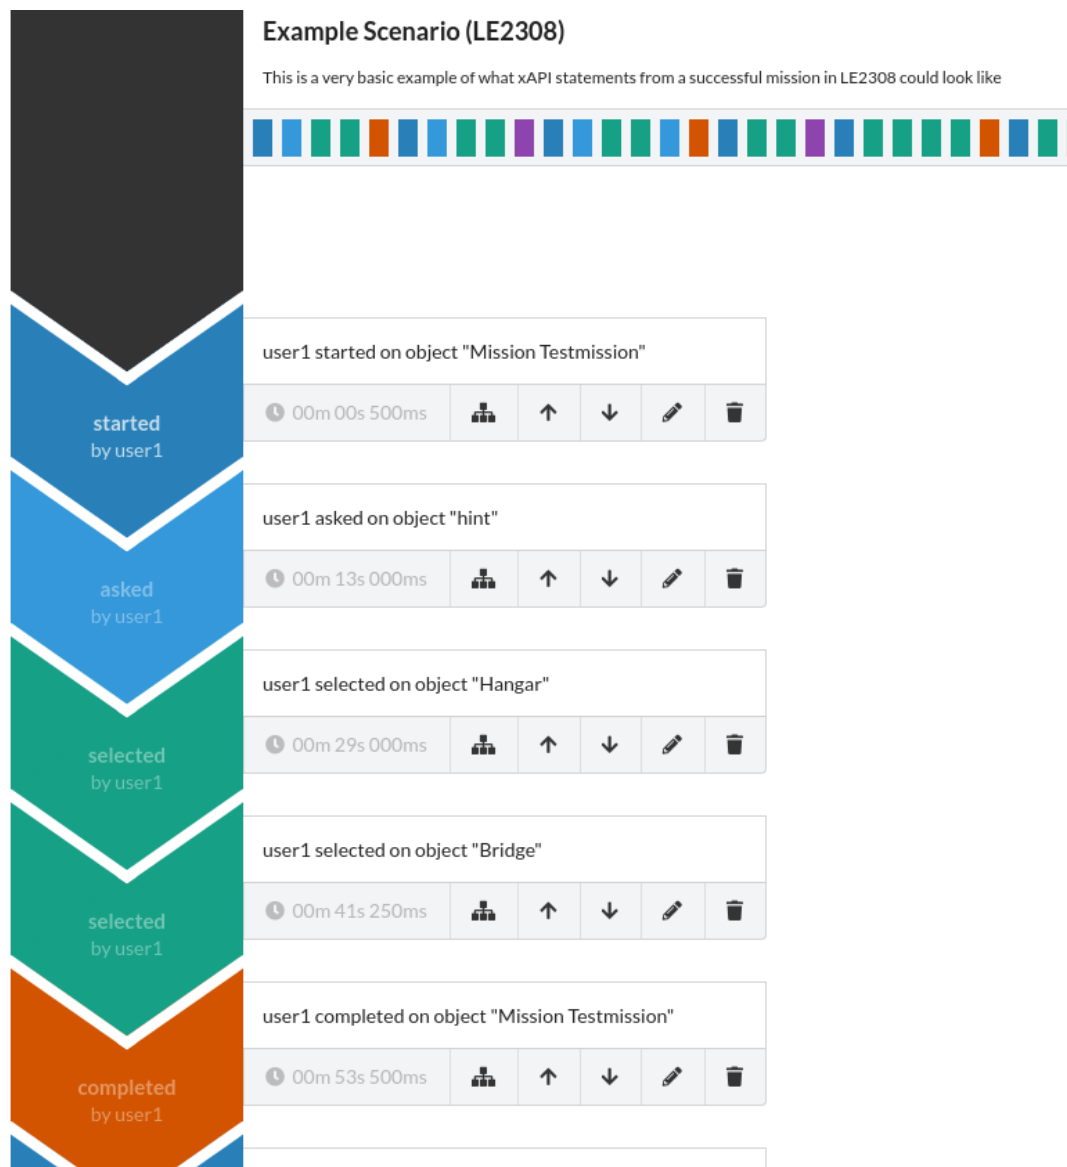 Example Scenario (LE2308)
This is a very basic example of what xAPI statements from a successful mission in LE2308 could look like
user1 started on object "Mission Testmission"
00m 00s 500ms
started
by user1
user1 asked on object "hint"
00m 13s 000ms
asked
by user1
user1 selected on object "Hangar"
00m 29s 000ms
selected
by user1
user1 selected on object "Bridge"
00m 41s 250ms
selected
by user1
user1 completed on object "Mission Testmission"
00m 53s 500ms
completed
by user1